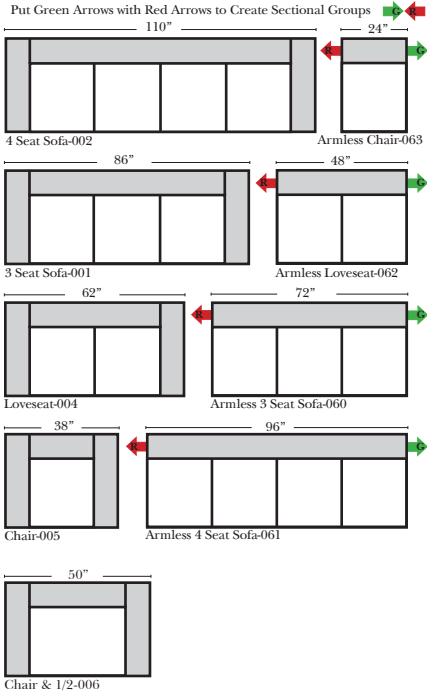 Put Green Arrows with Red Arrows to Create Sectional Groups G R
110” 24”
R G
4 Seat Sofa-002 Armless Chair-063
86” 48”
R G
3 Seat Sofa-001 Armless Loveseat-062
62” 72”
R G
Loveseat-004 Armless 3 Seat Sofa-060
38” 96”
R G
Chair-005 Armless 4 Seat Sofa-061
50”
Chair & 1/2-006